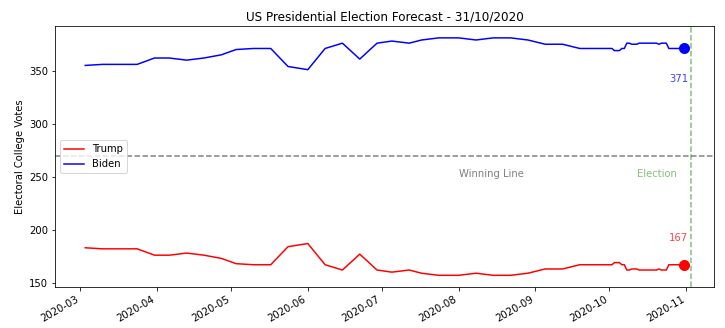 US Presidential Election Forecast - 31/10/2020
Electoral College Votes
350
300
250
200
150
371
Trump
Biden
Winning Line
Election
167
2020-03
2020-04
2020-05
2020-06
2020-07
2020-08
2020-09
2020-10
2020-11